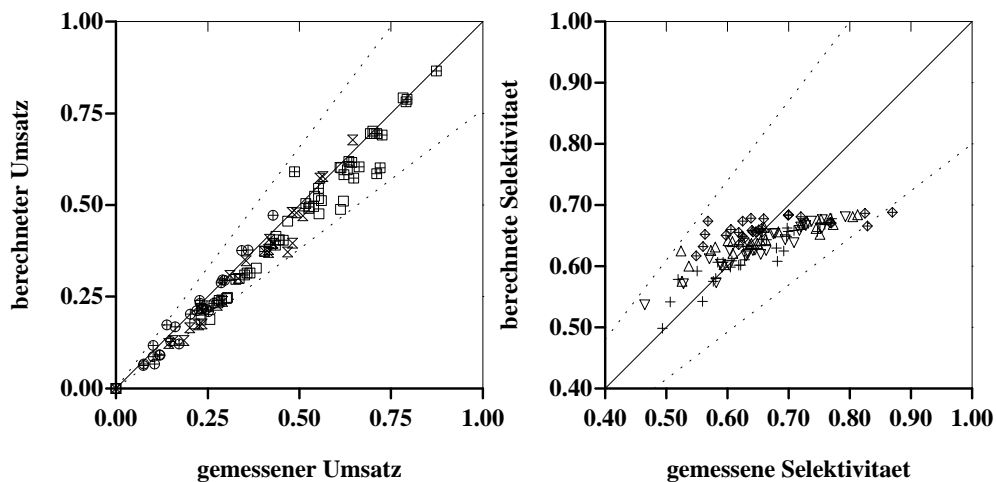 berechneter Umsatz
1.00
0.75
0.50
0.25
0.00
0.00 0.25 0.50 0.75 1.00
gemessener Umsatz
berechnete Selektivitaet
1.00
0.90
0.80
0.70
0.60
0.50
0.40
0.40 0.50 0.60 0.70 0.80 0.90 1.00
gemessene Selektivitaet